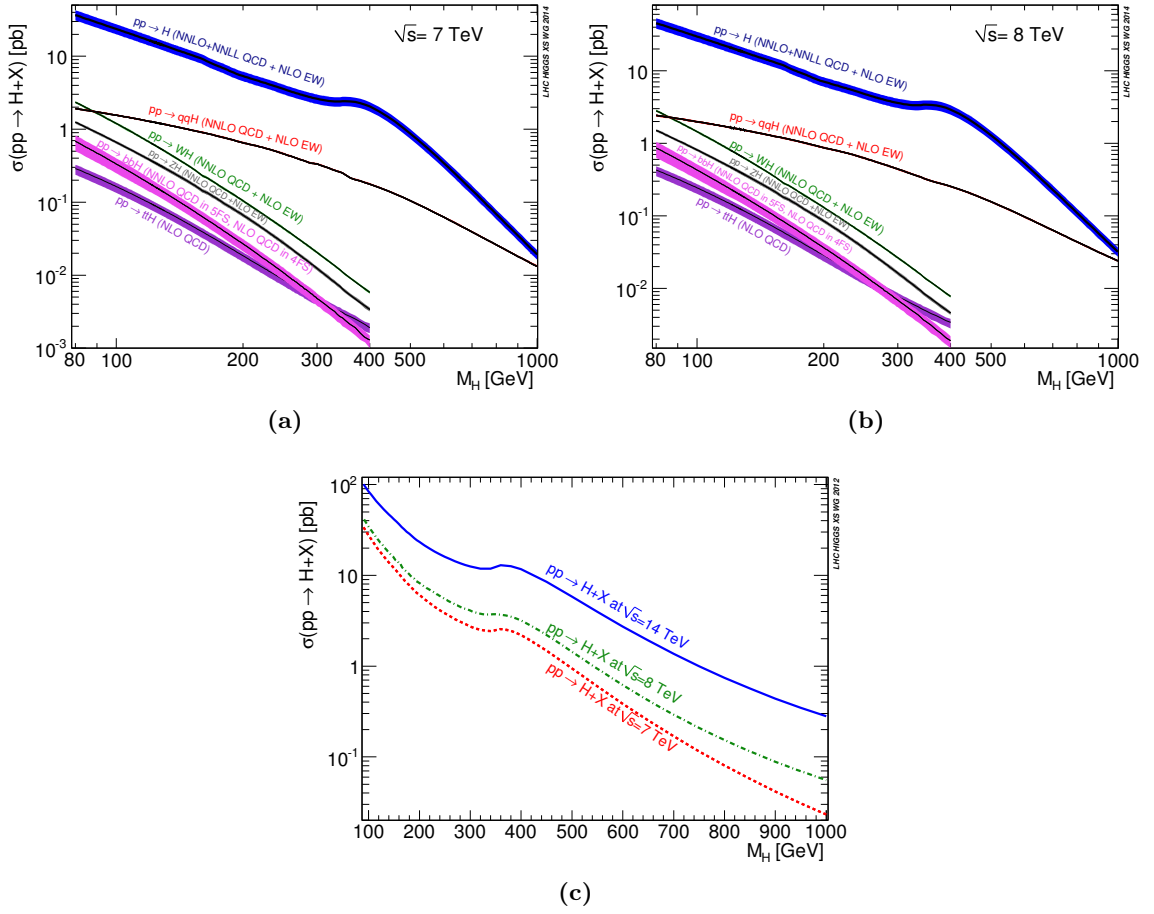 σ(pp → H+X) [pb]
10
1
10⁻¹
10⁻²
10⁻³
80
100
200
300
400
500
1000
M_H [GeV]
√s= 7 TeV
LHC HIGGS XS WG 2014
pp → H (NNLO+NNLL QCD + NLO EW)
pp → qqH (NNLO QCD + NLO EW)
pp → WH (NNLO QCD + NLO EW)
pp → ZH (NNLO QCD +NLO EW)
pp → bbH (NNLO QCD in 5FS, NLO QCD in 4FS)
pp → ttH (NLO QCD)
(a)
σ(pp → H+X) [pb]
10
1
10⁻¹
10⁻²
80
100
200
300
400
500
1000
M_H [GeV]
√s= 8 TeV
LHC HIGGS XS WG 2014
pp → H (NNLO+NNLL QCD + NLO EW)
pp → qqH (NNLO QCD + NLO EW)
pp → WH (NNLO QCD + NLO EW)
pp → ZH (NNLO QCD +NLO EW)
pp → bbH (NNLO QCD in 5FS, NLO QCD in 4FS)
pp → ttH (NLO QCD)
(b)
σ(pp → H+X) [pb]
10²
10
1
10⁻¹
100
200
300
400
500
600
700
800
900
1000
M_H [GeV]
LHC HIGGS XS WG 2012
pp → H+X at √s=14 TeV
pp → H+X at √s=8 TeV
pp → H+X at √s=7 TeV
(c)